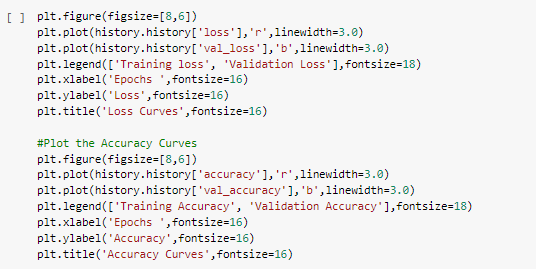 [ ] plt.figure(figsize=[8,6])
plt.plot(history.history['loss'],'r',linewidth=3.0)
plt.plot(history.history['val_loss'],'b',linewidth=3.0)
plt.legend(['Training loss', 'Validation Loss'],fontsize=18)
plt.xlabel('Epochs ',fontsize=16)
plt.ylabel('Loss',fontsize=16)
plt.title('Loss Curves',fontsize=16)

#Plot the Accuracy Curves
plt.figure(figsize=[8,6])
plt.plot(history.history['accuracy'],'r',linewidth=3.0)
plt.plot(history.history['val_accuracy'],'b',linewidth=3.0)
plt.legend(['Training Accuracy', 'Validation Accuracy'],fontsize=18)
plt.xlabel('Epochs ',fontsize=16)
plt.ylabel('Accuracy',fontsize=16)
plt.title('Accuracy Curves',fontsize=16)